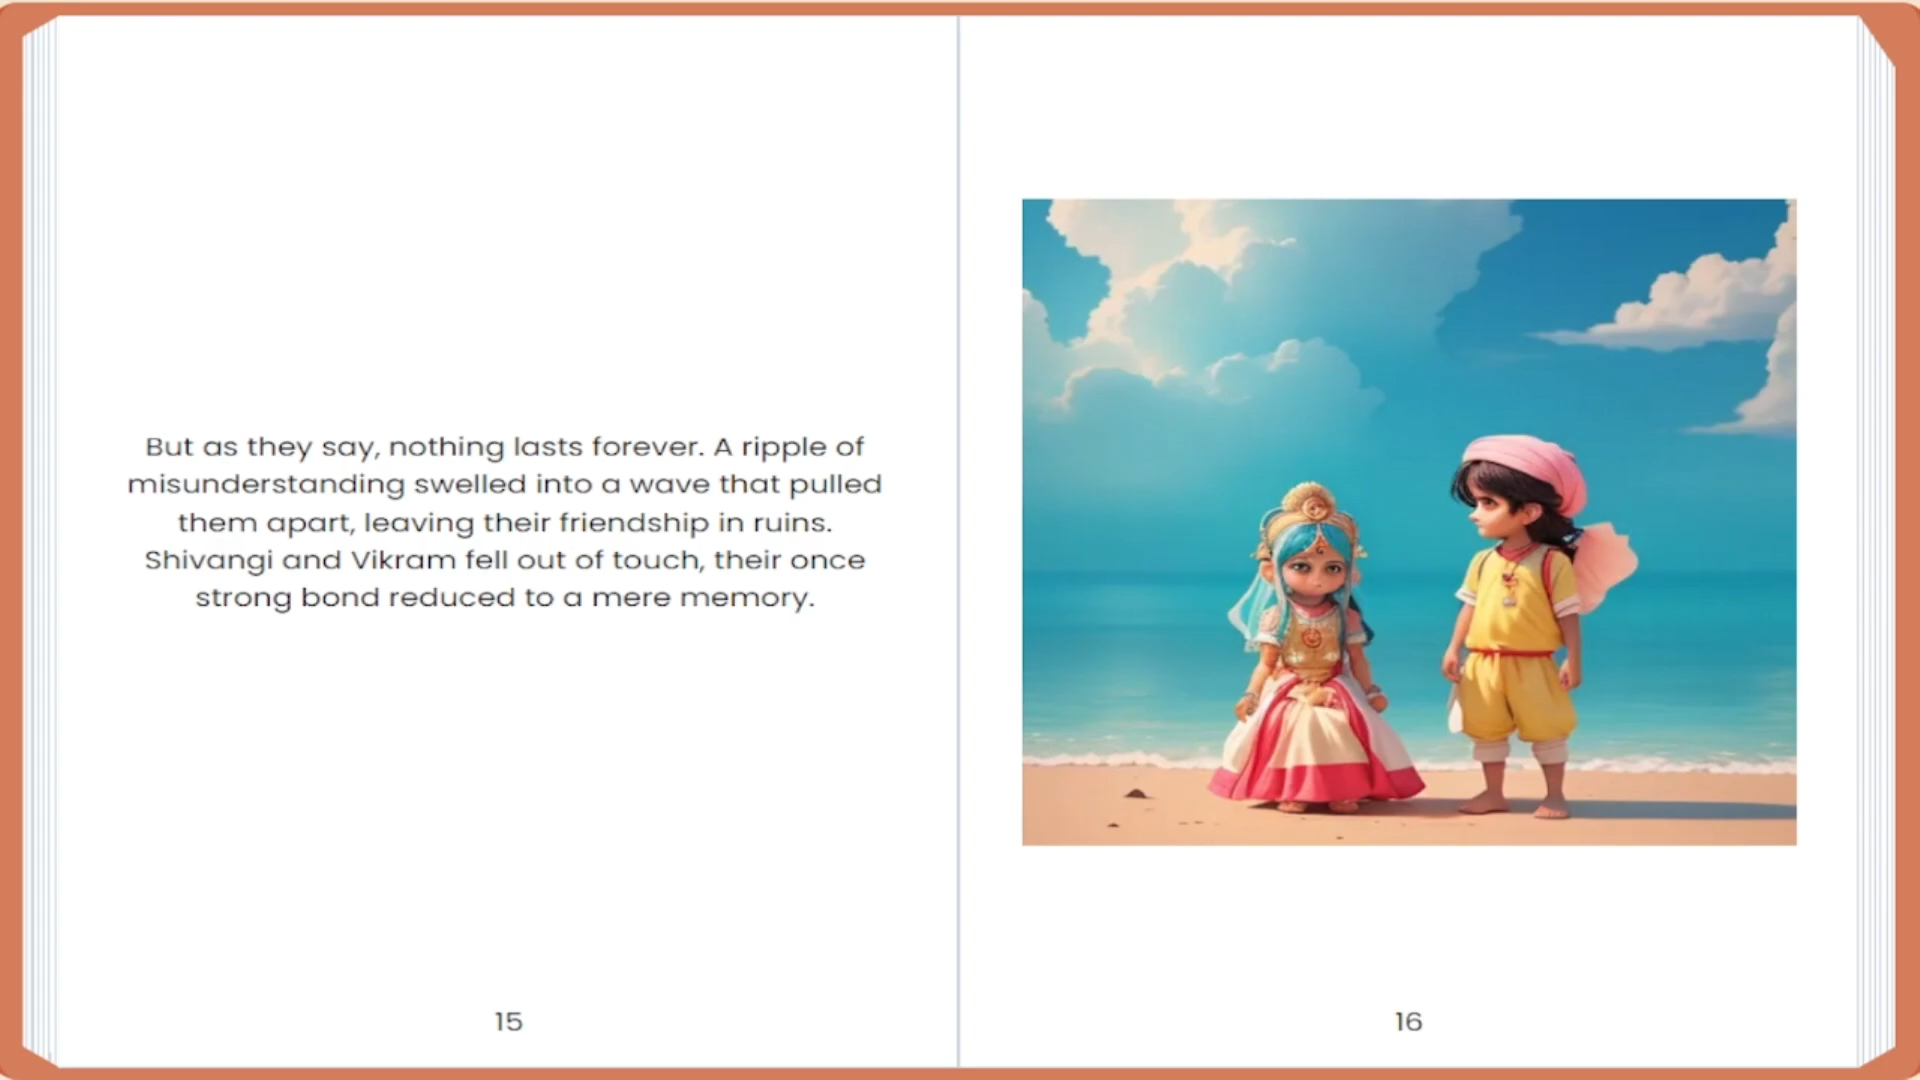 But as they say, nothing lasts forever. A ripple of
misunderstanding swelled into a wave that pulled
them apart, leaving their friendship in ruins.
Shivangi and Vikram fell out of touch, their once
strong bond reduced to a mere memory.
15
16